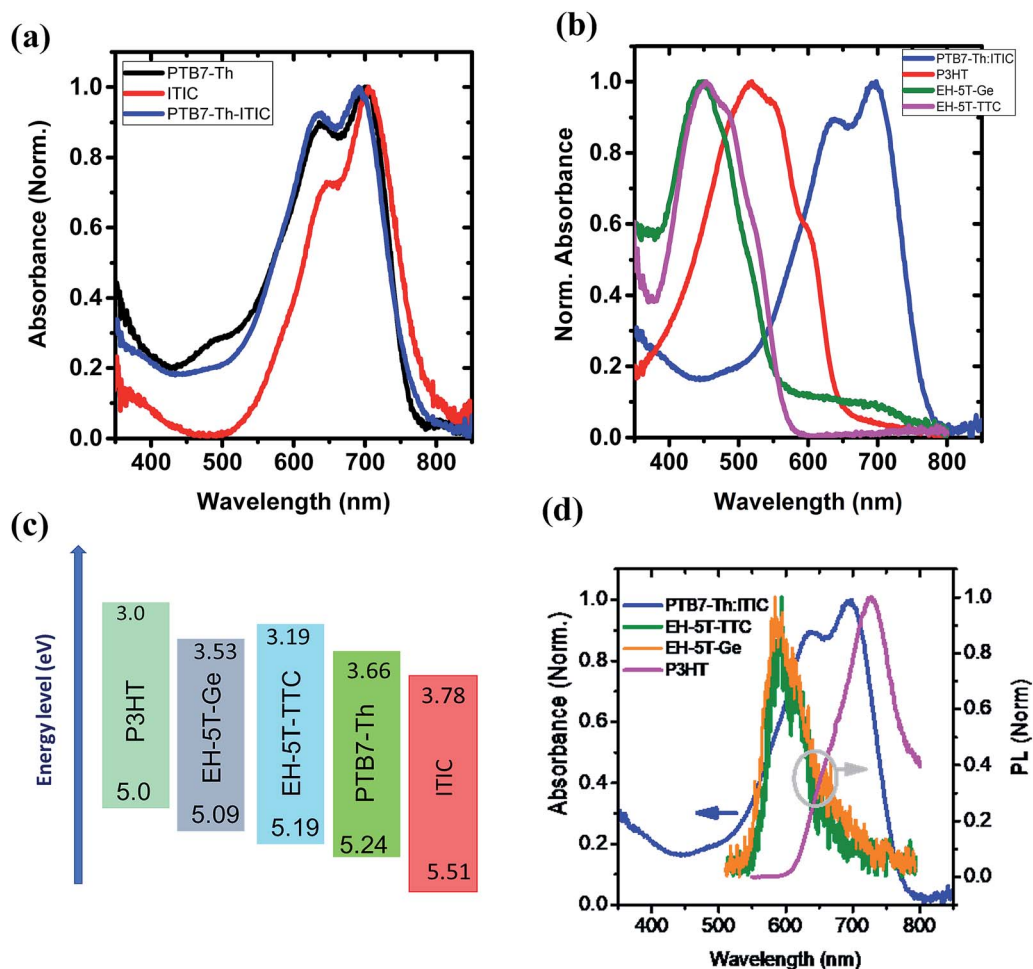 (a)
PTB7-Th
ITIC
PTB7-Th-ITIC
Absorbance (Norm.)
1.0
0.8
0.6
0.4
0.2
0.0
400 500 600 700 800
Wavelength (nm)
(b)
PTB7-Th:ITIC
P3HT
EH-5T-Ge
EH-5T-TTC
Norm. Absorbance
1.0
0.8
0.6
0.4
0.2
0.0
400 500 600 700 800
Wavelength (nm)
(c)
Energy level (eV)
3.0
P3HT
5.0
3.53
EH-5T-Ge
5.09
3.19
EH-5T-TTC
5.19
3.66
PTB7-Th
5.24
3.78
ITIC
5.51
(d)
PTB7-Th:ITIC
EH-5T-TTC
EH-5T-Ge
P3HT
Absorbance (Norm.)
1.0
0.8
0.6
0.4
0.2
0.0
PL (Norm)
1.0
0.8
0.6
0.4
0.2
0.0
400 500 600 700 800
Wavelength (nm)